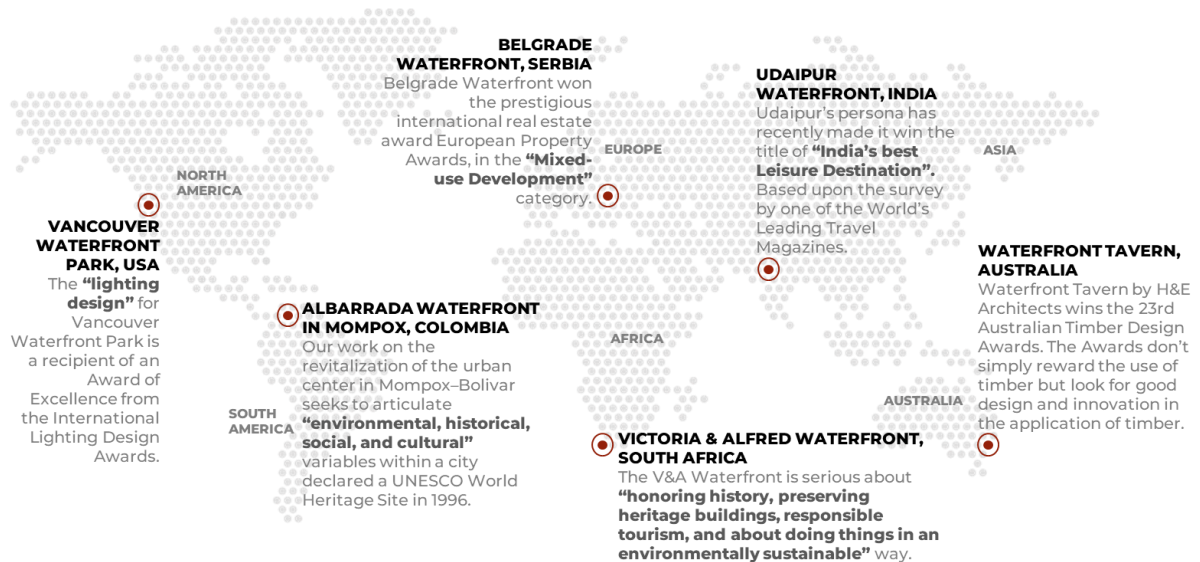 BELGRADE
WATERFRONT, SERBIA
Belgrade Waterfront won
the prestigious
international real estate
award European Property
Awards, in the “Mixed-
use Development”
category.
EUROPE
UDAIPUR
WATERFRONT, INDIA
Udaipur’s persona has
recently made it win the
title of “India’s best
Leisure Destination”.
Based upon the survey
by one of the World’s
Leading Travel
Magazines.
ASIA
NORTH
AMERICA
VANCOUVER
WATERFRONT
PARK, USA
The “lighting
design” for
Vancouver
Waterfront Park is
a recipient of an
Award of
Excellence from
the International
Lighting Design
Awards.
WATERFRONT TAVERN,
AUSTRALIA
Waterfront Tavern by H&E
Architects wins the 23rd
Australian Timber Design
Awards. The Awards don’t
simply reward the use of
timber but look for good
design and innovation in
the application of timber.
ALBARRADA WATERFRONT
IN MOMPOX, COLOMBIA
Our work on the
revitalization of the urban
center in Mompox–Bolivar
seeks to articulate
“environmental, historical,
social, and cultural”
variables within a city
declared a UNESCO World
Heritage Site in 1996.
AFRICA
SOUTH
AMERICA
AUSTRALIA
VICTORIA & ALFRED WATERFRONT,
SOUTH AFRICA
The V&A Waterfront is serious about
“honoring history, preserving
heritage buildings, responsible
tourism, and about doing things in an
environmentally sustainable” way.